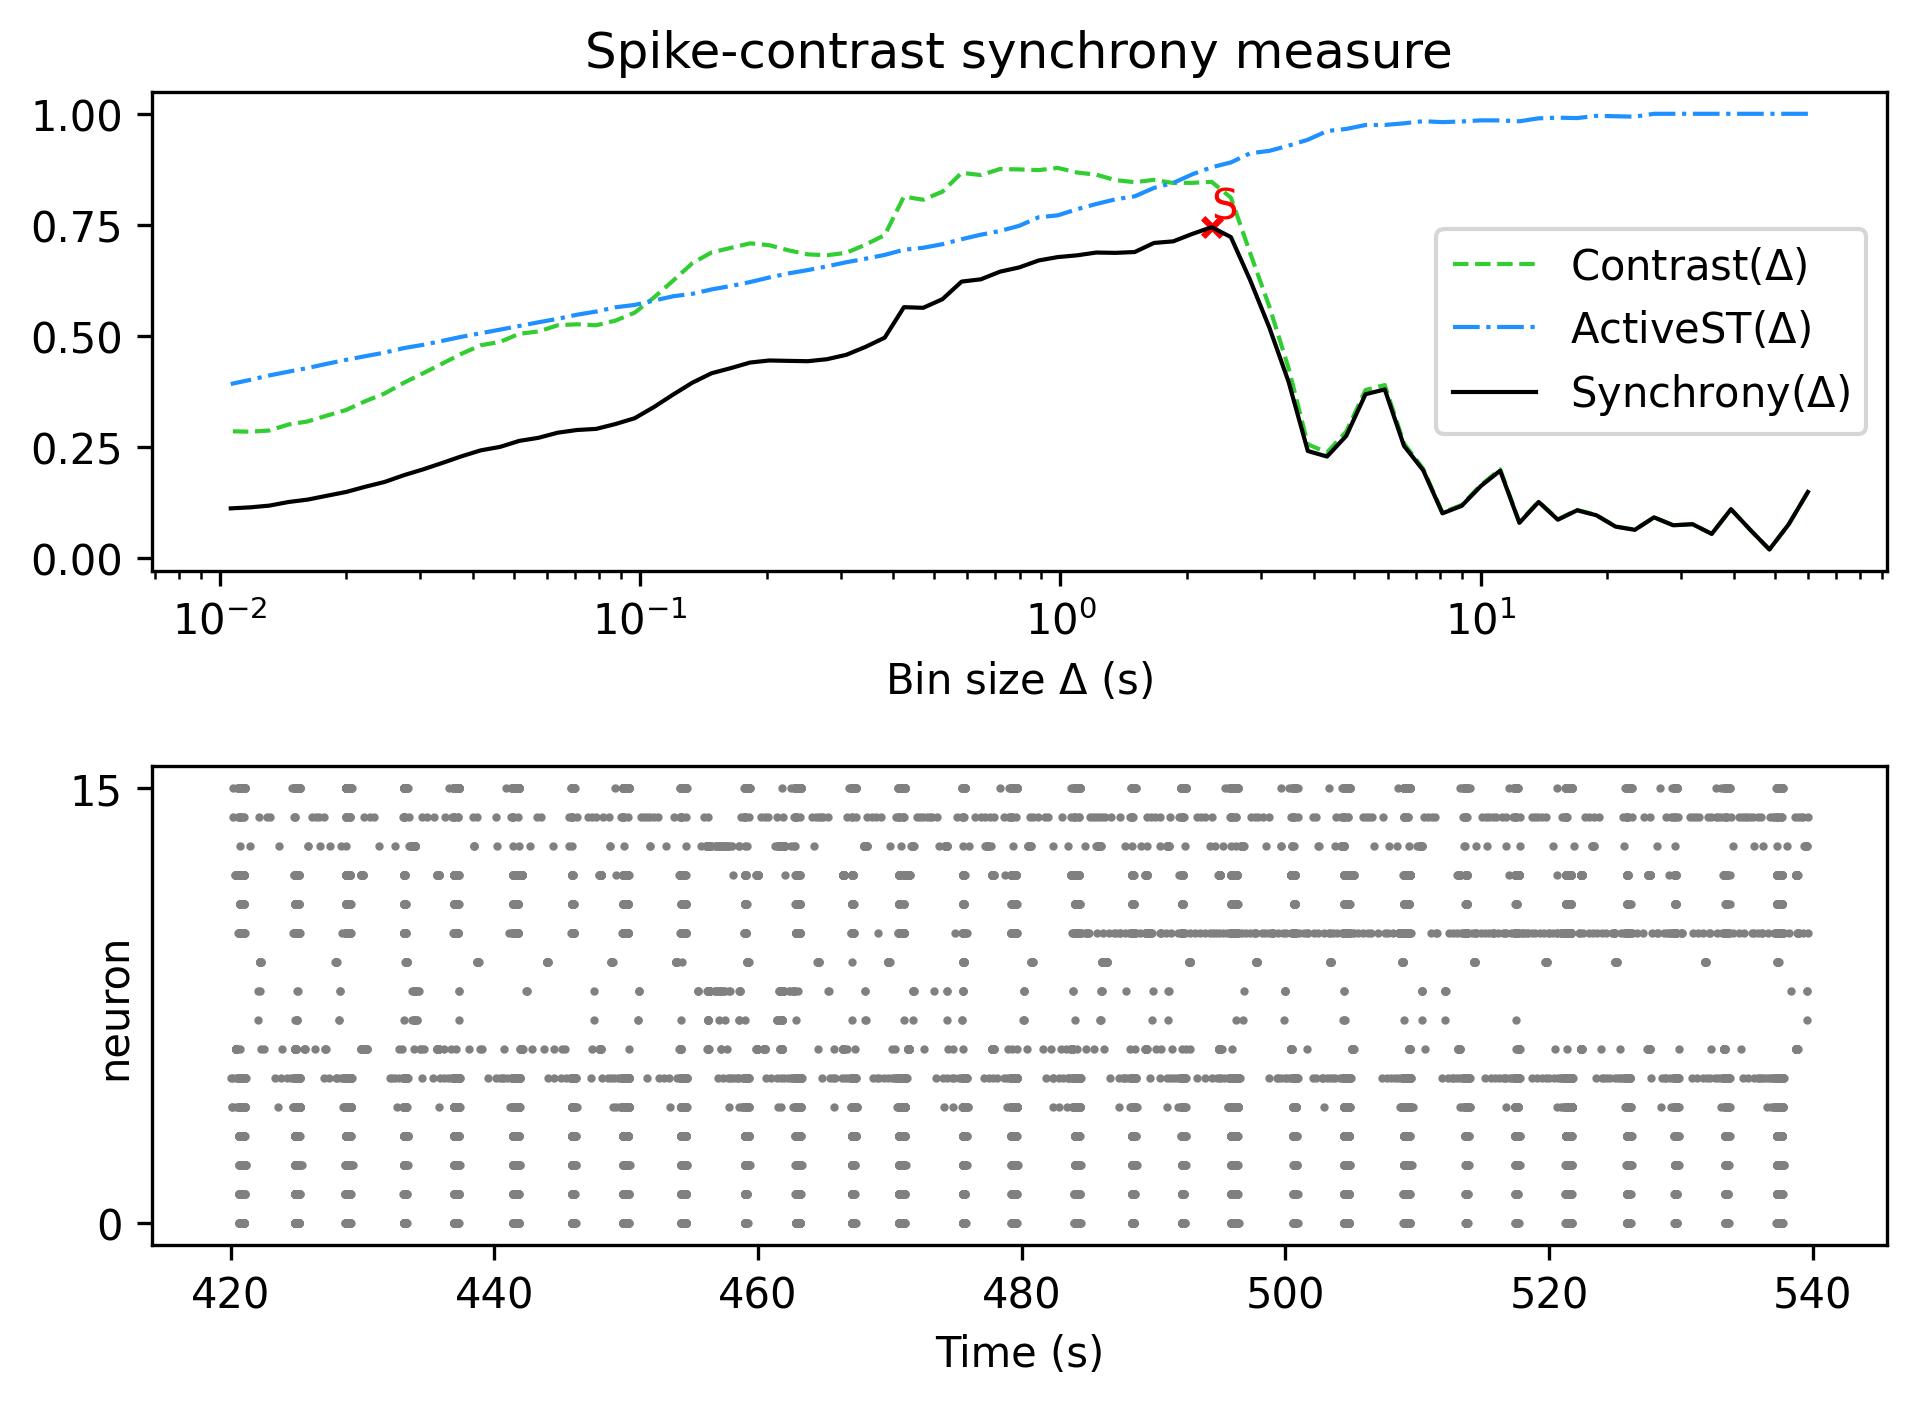 Spike-contrast synchrony measure
1.00
0.75
0.50
0.25
0.00
S
Contrast(Δ)
ActiveST(Δ)
Synchrony(Δ)
10⁻² 10⁻¹ 10⁰ 10¹
Bin size Δ (s)
15
0
neuron
420 440 460 480 500 520 540
Time (s)